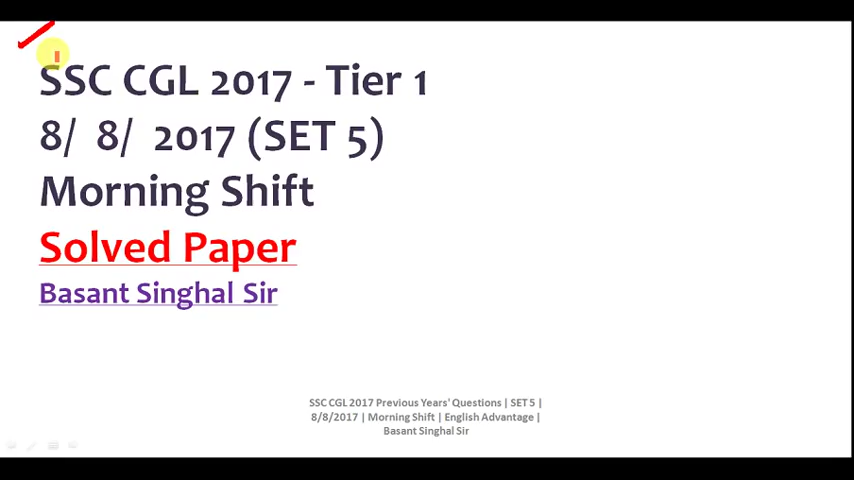 SSC CGL 2017 - Tier 1
8/ 8/ 2017 (SET 5)
Morning Shift
Solved Paper
Basant Singhal Sir
SSC CGL 2017 Previous Years' Questions | SET 5 |
8/8/2017 | Morning Shift | English Advantage |
Basant Singhal Sir